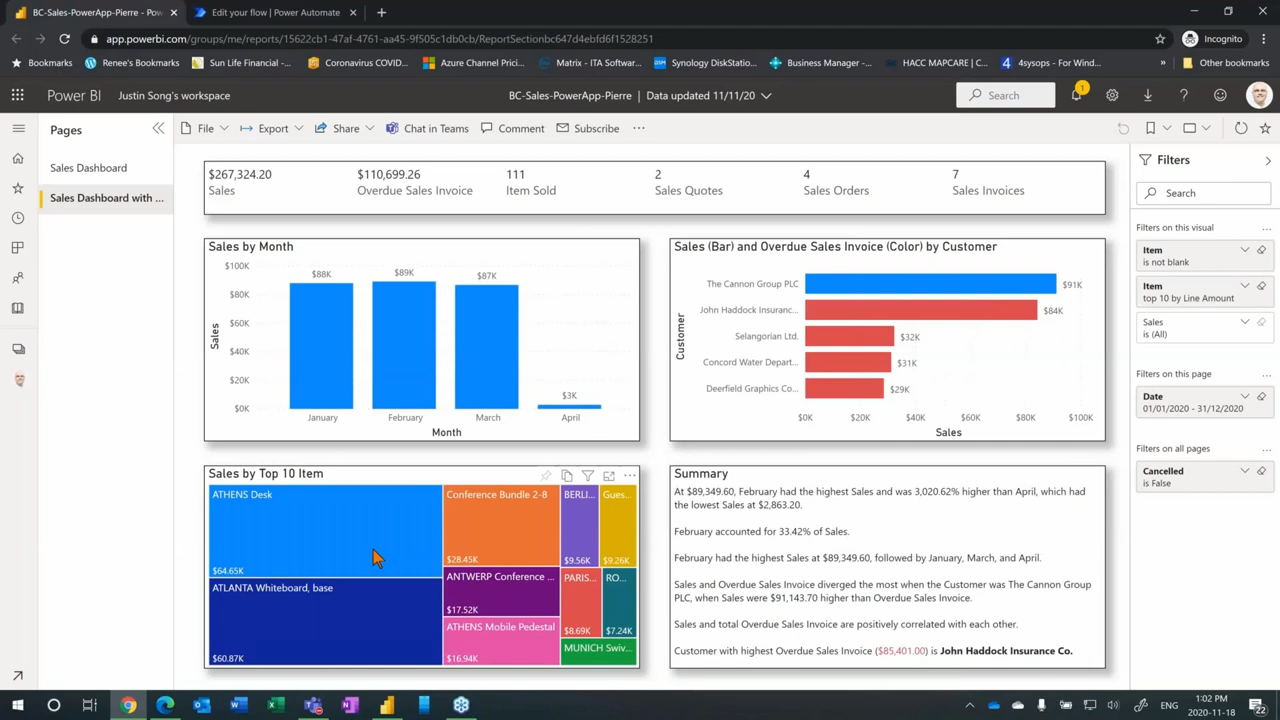 BC-Sales-PowerApp-Pierre - Pow
Edit your flow | Power Automate
app.powerbi.com/groups/me/reports/15622cb1-47af-4761-aa45-9f505c1db0cb/ReportSectionbc647d4ebfd6f1528251
Incognito
Bookmarks
Renee's Bookmarks
Sun Life Financial -...
Coronavirus COVID...
Azure Channel Prici...
Matrix - ITA Softwar...
Synology DiskStatio...
Business Manager -...
HACC MAPCARE |...
4sysops - For Wind...
»
Other bookmarks
Power BI
Justin Song's workspace
BC-Sales-PowerApp-Pierre | Data updated 11/11/20
Search
1
Pages
File
Export
Share
Chat in Teams
Comment
Subscribe
...
Sales Dashboard
Sales Dashboard with ...
$267,324.20
Sales
$110,699.26
Overdue Sales Invoice
111
Item Sold
2
Sales Quotes
4
Sales Orders
7
Sales Invoices
Sales by Month
$100K
$80K
$60K
$40K
$20K
$0K
Sales
$88K
$89K
$87K
$3K
January
February
March
April
Month
Sales (Bar) and Overdue Sales Invoice (Color) by Customer
Customer
The Cannon Group PLC
$91K
John Haddock Insuranc...
$84K
Selangorian Ltd.
$32K
Concord Water Depart...
$31K
Deerfield Graphics Co...
$29K
$0K
$20K
$40K
$60K
$80K
$100K
Sales
Sales by Top 10 Item
ATHENS Desk
$64.65K
ATLANTA Whiteboard, base
$60.87K
Conference Bundle 2-8
$28.45K
ANTWERP Conference ...
$17.52K
ATHENS Mobile Pedestal
$16.94K
BERLI...
$9.56K
Gues...
$9.26K
PARIS...
$8.69K
RO...
$7.24K
MUNICH Swiv...
Summary
At $89,349.60, February had the highest Sales and was 3,020.62% higher than April, which had
the lowest Sales at $2,863.20.
February accounted for 33.42% of Sales.
February had the highest Sales at $89,349.60, followed by January, March, and April.
Sales and Overdue Sales Invoice diverged the most when the Customer was The Cannon Group
PLC, when Sales were $91,143.70 higher than Overdue Sales Invoice.
Sales and total Overdue Sales Invoice are positively correlated with each other.
Customer with highest Overdue Sales Invoice ($85,401.00) is John Haddock Insurance Co.
Filters
Search
Filters on this visual
...
Item
is not blank
Item
top 10 by Line Amount
Sales
is (All)
Filters on this page
...
Date
01/01/2020 - 31/12/2020
Filters on all pages
...
Cancelled
is False
1:02 PM
2020-11-18
22